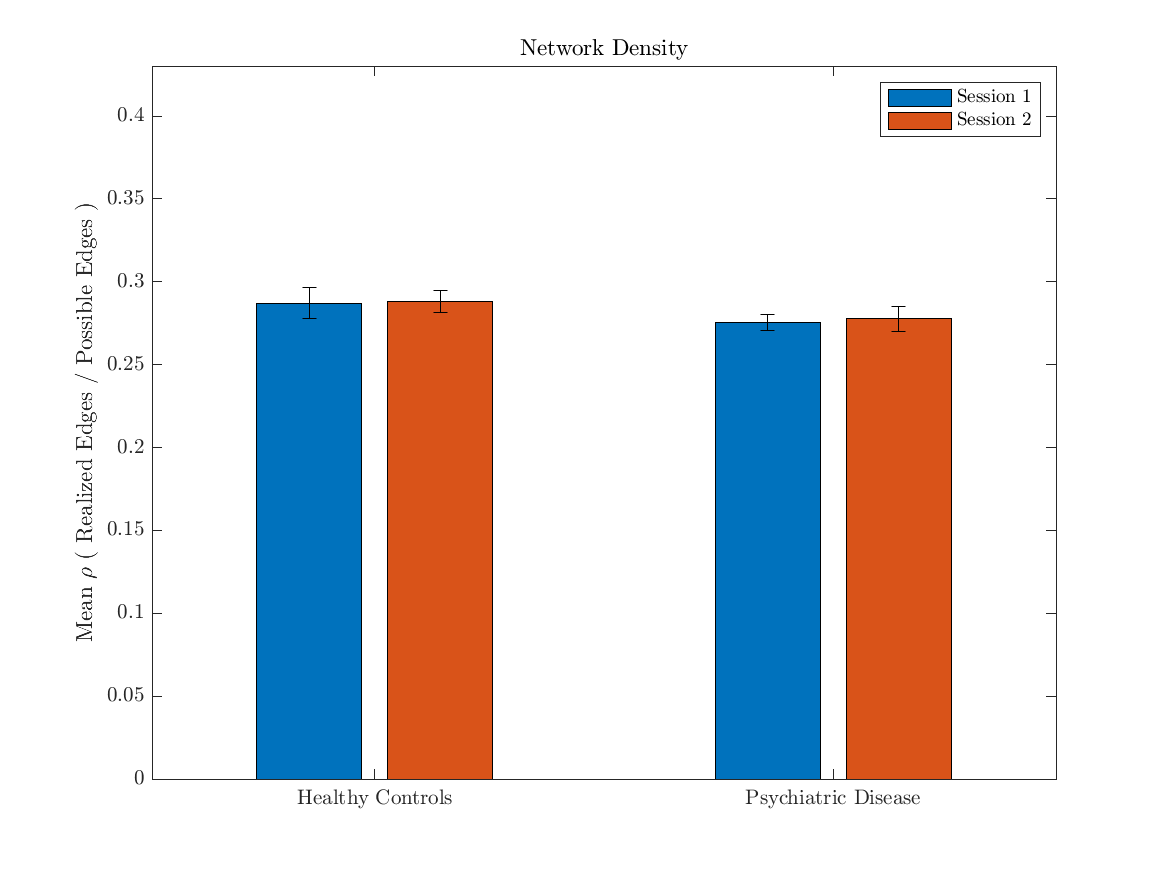 Network Density
Session 1
Session 2
Mean ρ ( Realized Edges / Possible Edges )
0.4
0.35
0.3
0.25
0.2
0.15
0.1
0.05
0
Healthy Controls
Psychiatric Disease